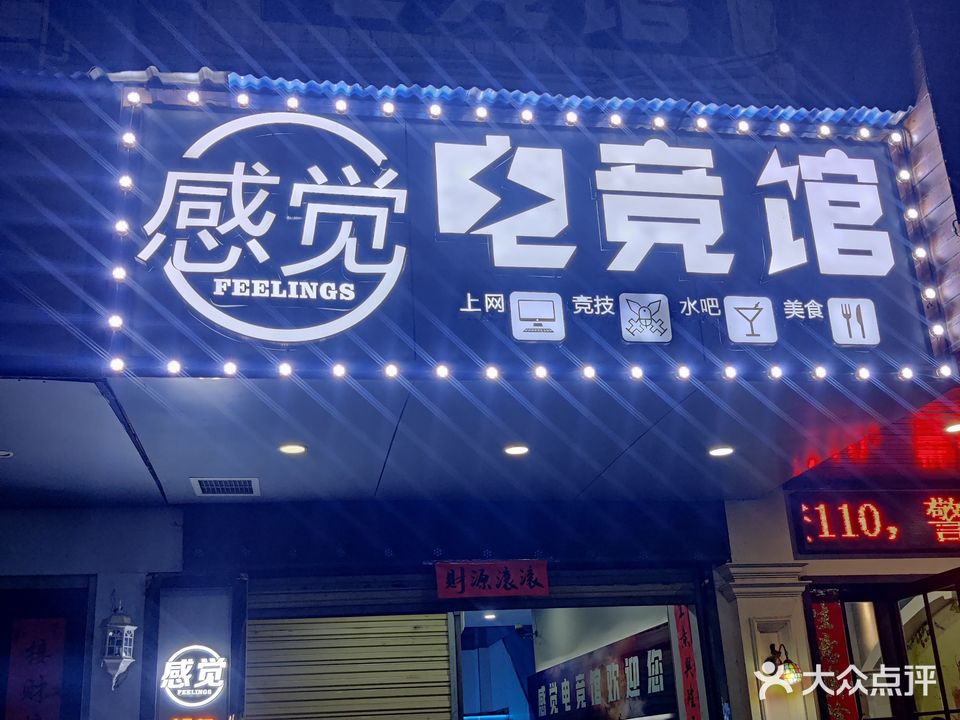 感觉
FEELINGS
电竞馆
上网 竞技 水吧 美食
110，警
财源滚滚
感觉
FEELINGS
感觉电竞馆欢迎您
大众点评